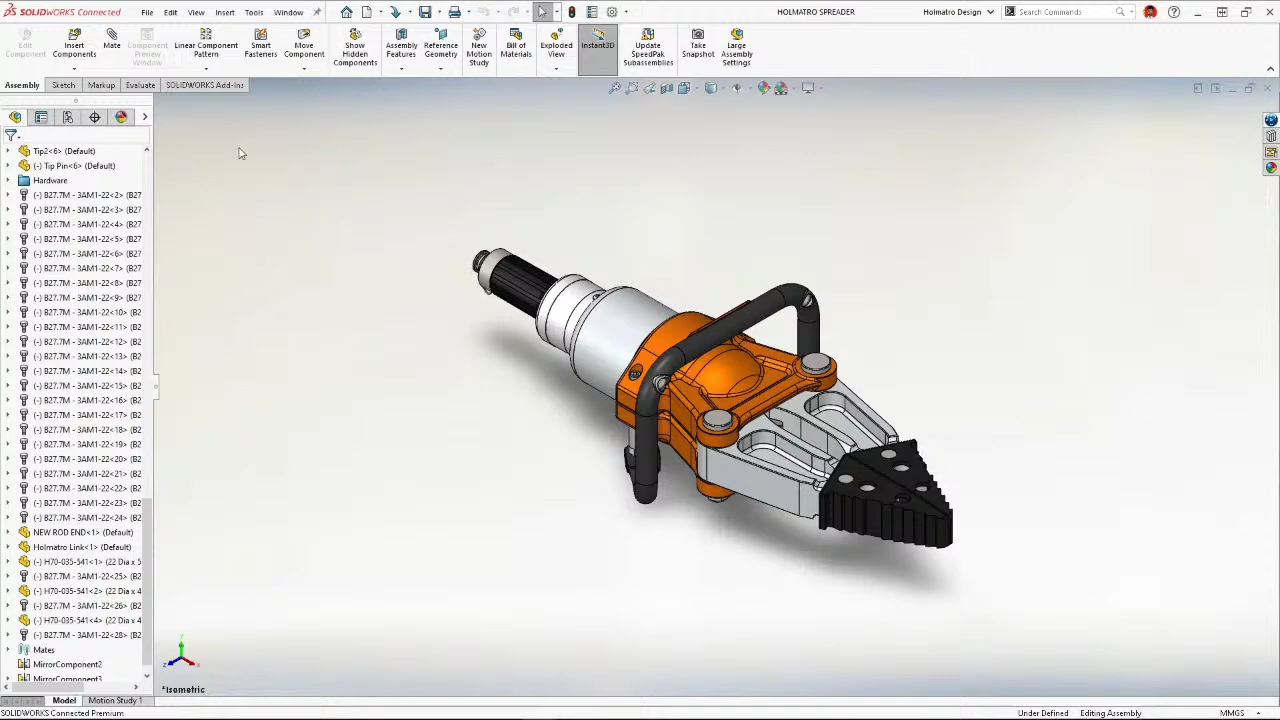 SOLIDWORKS Connected
File
Edit
View
Insert
Tools
Window
HOLMATRO SPREADER
Holmatro Design
Search Commands
Edit Component
Insert Components
Mate
Component Preview Window
Linear Component Pattern
Smart Fasteners
Move Component
Show Hidden Components
Assembly Features
Reference Geometry
New Motion Study
Bill of Materials
Exploded View
Instant3D
Update SpeedPak Subassemblies
Take Snapshot
Large Assembly Settings
Assembly
Sketch
Markup
Evaluate
SOLIDWORKS Add-Ins
Tip2<6> (Default)
(-) Tip Pin<6> (Default)
Hardware
(-) B27.7M - 3AM1-22<2> (B27
(-) B27.7M - 3AM1-22<3> (B27
(-) B27.7M - 3AM1-22<4> (B27
(-) B27.7M - 3AM1-22<5> (B27
(-) B27.7M - 3AM1-22<6> (B27
(-) B27.7M - 3AM1-22<7> (B27
(-) B27.7M - 3AM1-22<8> (B27
(-) B27.7M - 3AM1-22<9> (B27
(-) B27.7M - 3AM1-22<10> (B2
(-) B27.7M - 3AM1-22<11> (B2
(-) B27.7M - 3AM1-22<12> (B2
(-) B27.7M - 3AM1-22<13> (B2
(-) B27.7M - 3AM1-22<14> (B2
(-) B27.7M - 3AM1-22<15> (B2
(-) B27.7M - 3AM1-22<16> (B2
(-) B27.7M - 3AM1-22<17> (B2
(-) B27.7M - 3AM1-22<18> (B2
(-) B27.7M - 3AM1-22<19> (B2
(-) B27.7M - 3AM1-22<20> (B2
(-) B27.7M - 3AM1-22<21> (B2
(-) B27.7M - 3AM1-22<22> (B2
(-) B27.7M - 3AM1-22<23> (B2
(-) B27.7M - 3AM1-22<24> (B2
NEW ROD END<1> (Default)
Holmatro Link<1> (Default)
(-) H70-035-541<1> (22 Dia x 5
(-) B27.7M - 3AM1-22<25> (B2
(-) H70-035-541<2> (22 Dia x 4
(-) B27.7M - 3AM1-22<26> (B2
(-) H70-035-541<4> (22 Dia x 4
(-) B27.7M - 3AM1-22<28> (B2
Mates
MirrorComponent2
MirrorComponent3
Y
Z
X
*Isometric
Model
Motion Study 1
SOLIDWORKS Connected Premium
Under Defined
Editing Assembly
MMGS